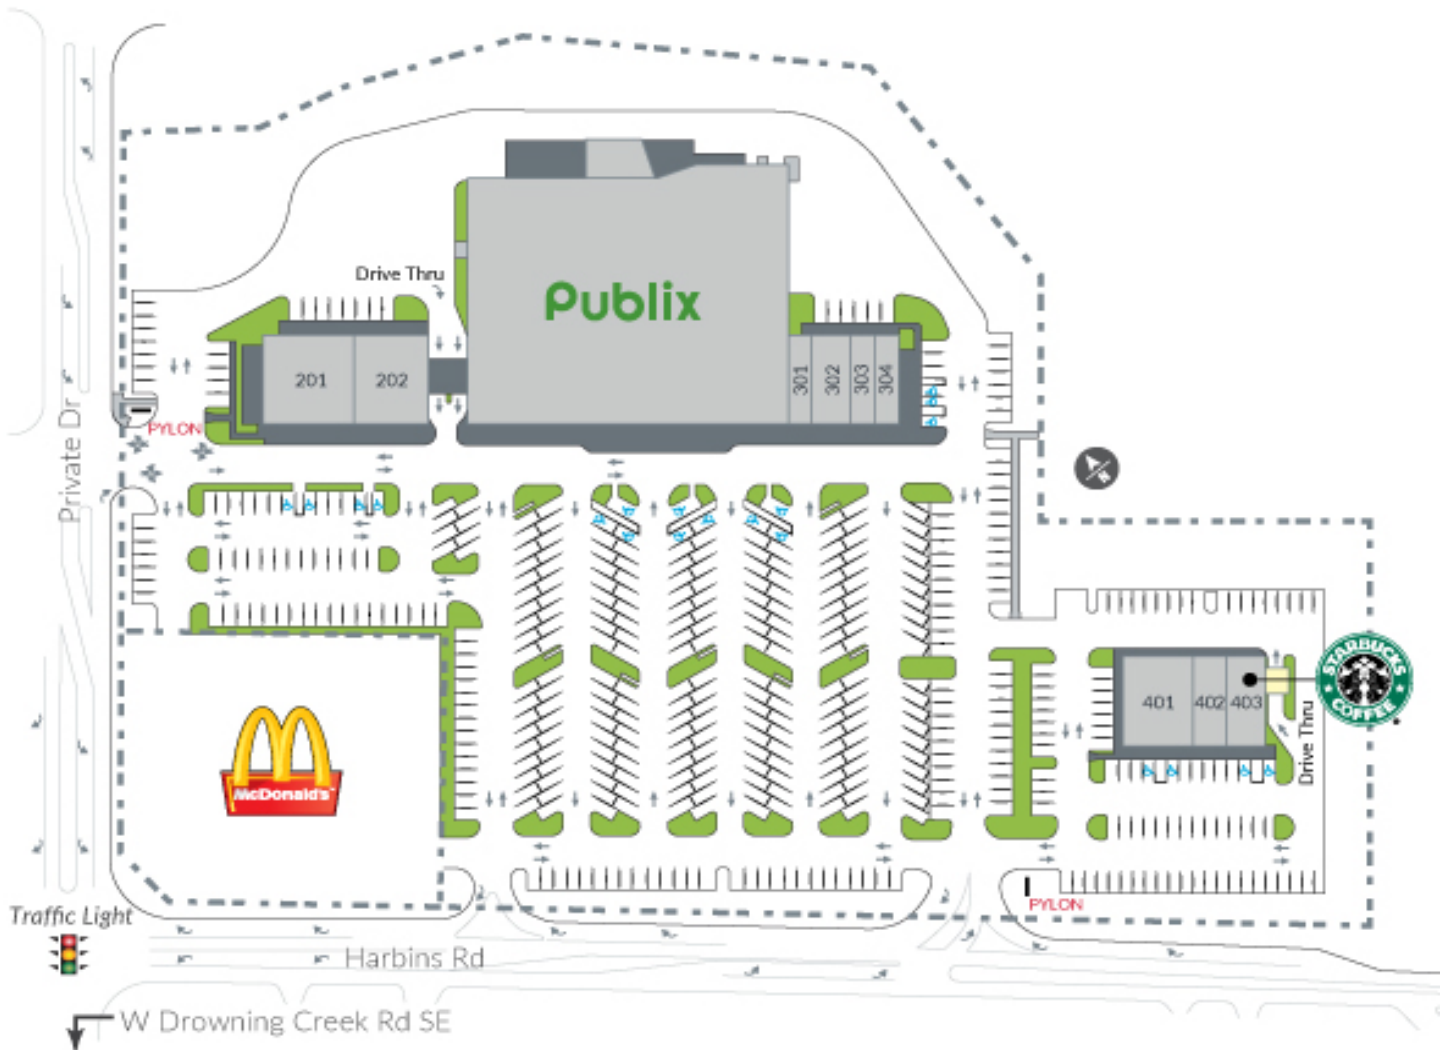 Drive Thru
Publix
201
202
301
302
303
304
PYLON
Private Dr
STARBUCKS
COFFEE
401
402
403
Drive Thru
McDonald's
PYLON
Traffic Light
Harbins Rd
W Drowning Creek Rd SE